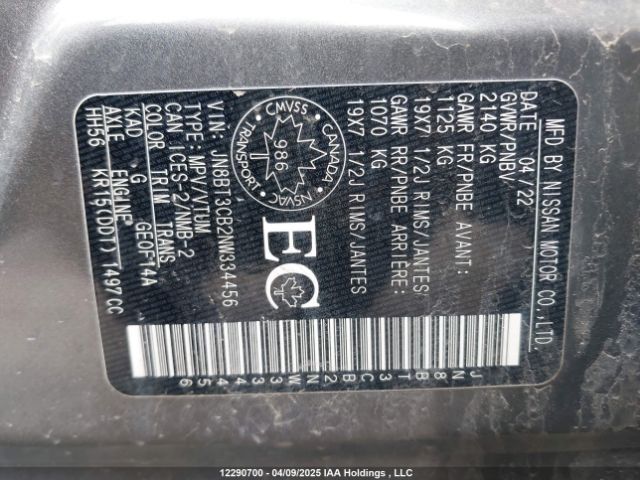 MFD BY NISSAN MOTOR CO.,LTD.
DATE 04/22
GVWR/PNBV
2140 KG
GAWR FR/PNBE AVANT:
1125 KG
19X7 1/2J RIMS/JANTES
GAWR RR/PNBE ARRIERE:
1070 KG
19X7 1/2J RIMS/JANTES
CMVSS
CANADA
TRANSPORT
NSVAC
986
EC
VIN: JN8BT3CB2NW334456
TYPE: MPV/VTUM
CAN ICES-2/NMB-2
COLOR TRIM TRANS
KAD G GE0F14A
AXLE ENGINE
HH56 KR15(DDT) 1497CC
JN8BT3CB2NW334456
12290700 - 04/09/2025 IAA Holdings , LLC